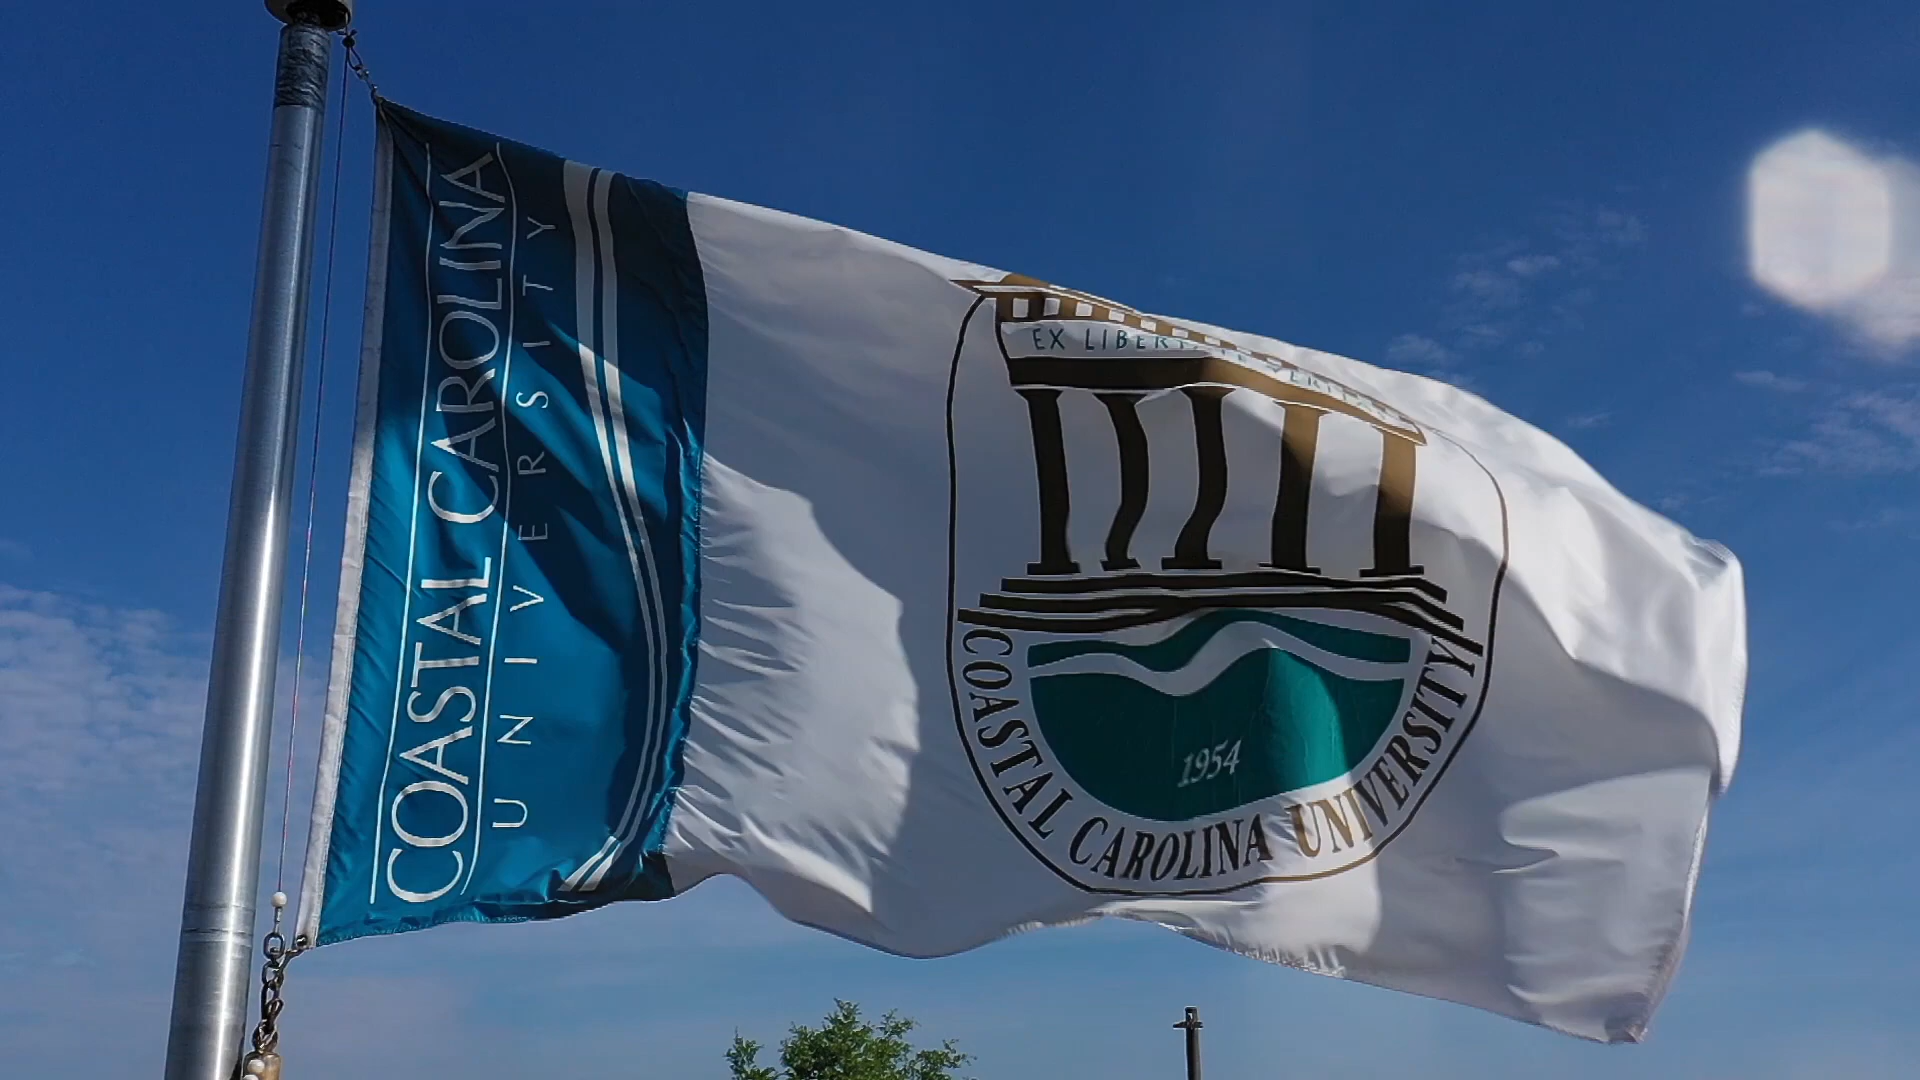 COASTAL CAROLINA
UNIVERSITY
EX LIBERTATE VERITAS
1954
COASTAL CAROLINA UNIVERSITY